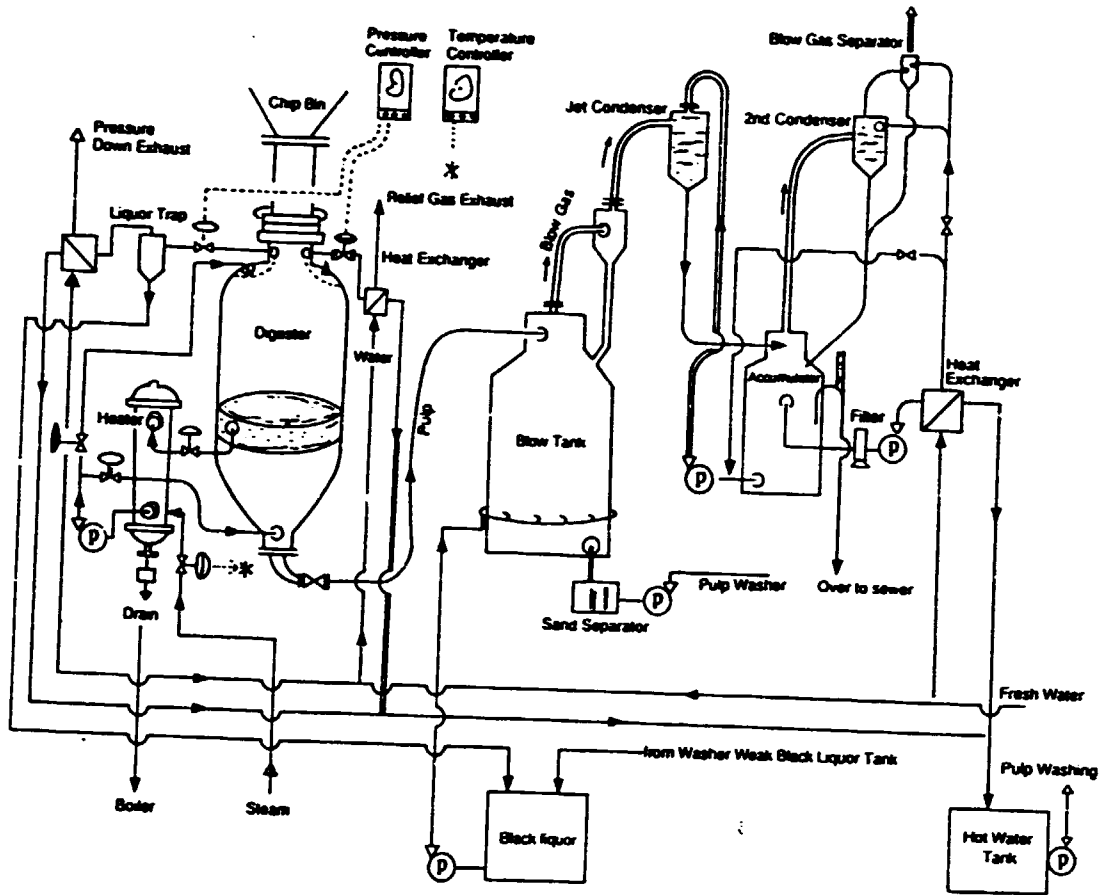 Pressure
Controller
Temperature
Controller
Chip Bin
Blow Gas Separator
Jet Condenser
2nd Condenser
Pressure
Down Exhaust
Relief Gas Exhaust
Liquor Trap
Blow Gas
Heat Exchanger
Digester
Water
Heater
Pulp
Accumulator
Heat
Exchanger
Filter
Blow Tank
P
P
P
P
Pulp Washer
Over to sewer
Drain
Sand Separator
Fresh Water
from Washer Weak Black Liquor Tank
Pulp Washing
Boiler
Steam
Black liquor
Hot Water
Tank
P
P